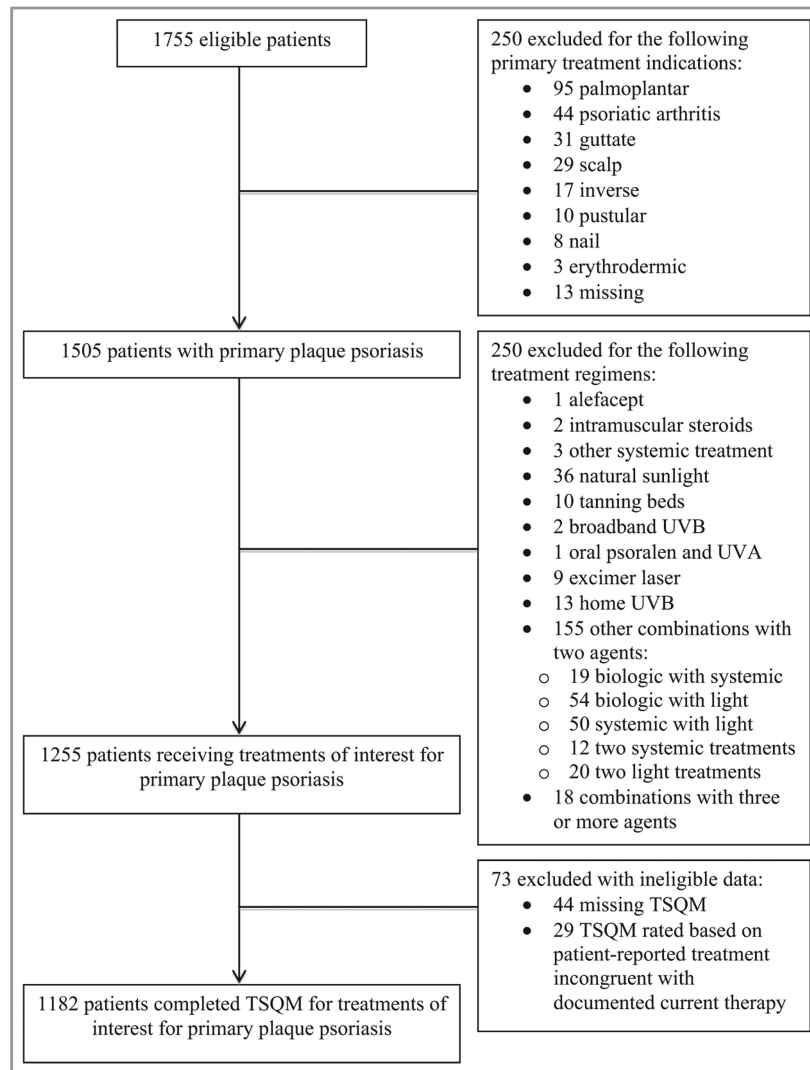 1755 eligible patients
250 excluded for the following
primary treatment indications:
• 95 palmoplantar
• 44 psoriatic arthritis
• 31 guttate
• 29 scalp
• 17 inverse
• 10 pustular
• 8 nail
• 3 erythrodermic
• 13 missing
1505 patients with primary plaque psoriasis
250 excluded for the following
treatment regimens:
• 1 alefacept
• 2 intramuscular steroids
• 3 other systemic treatment
• 36 natural sunlight
• 10 tanning beds
• 2 broadband UVB
• 1 oral psoralen and UVA
• 9 excimer laser
• 13 home UVB
• 155 other combinations with
two agents:
o 19 biologic with systemic
o 54 biologic with light
o 50 systemic with light
o 12 two systemic treatments
o 20 two light treatments
• 18 combinations with three
or more agents
1255 patients receiving treatments of interest for
primary plaque psoriasis
73 excluded with ineligible data:
• 44 missing TSQM
• 29 TSQM rated based on
patient-reported treatment
incongruent with
documented current therapy
1182 patients completed TSQM for treatments of
interest for primary plaque psoriasis